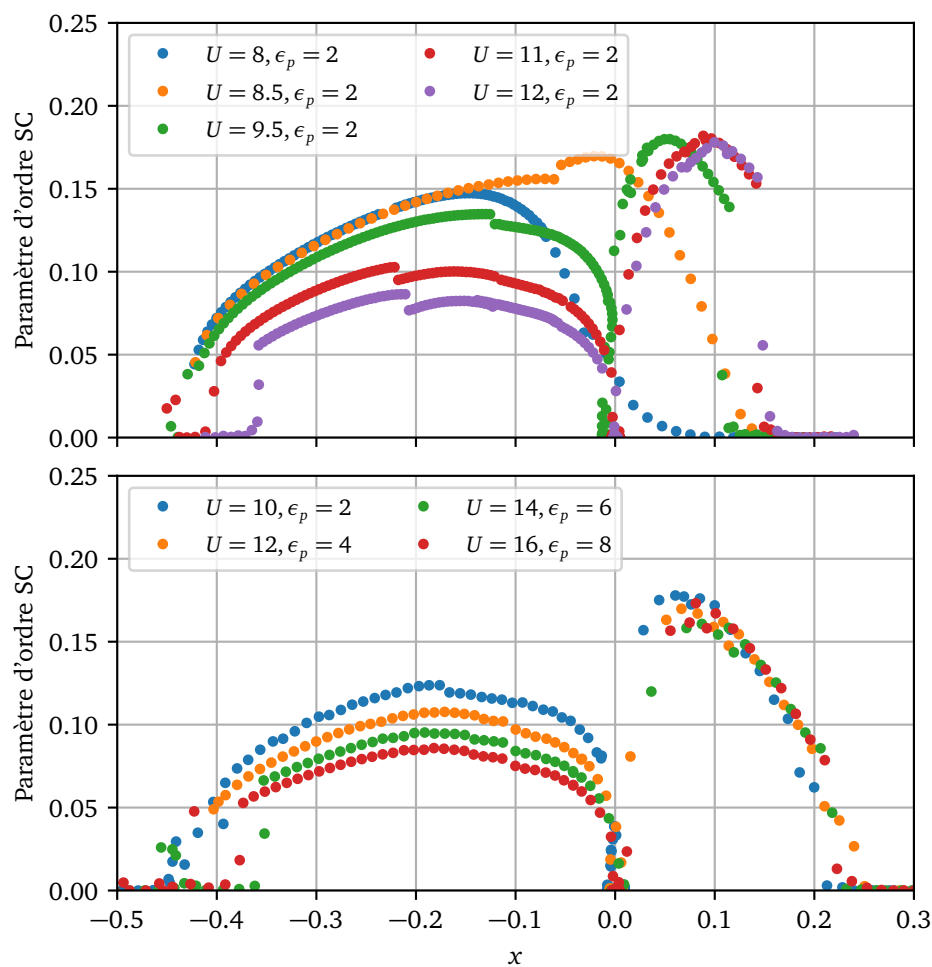 0.25
0.20
0.15
0.10
0.05
0.00
Paramètre d'ordre SC
U = 8, ϵp = 2
U = 8.5, ϵp = 2
U = 9.5, ϵp = 2
U = 11, ϵp = 2
U = 12, ϵp = 2
0.25
0.20
0.15
0.10
0.05
0.00
Paramètre d'ordre SC
U = 10, ϵp = 2
U = 12, ϵp = 4
U = 14, ϵp = 6
U = 16, ϵp = 8
−0.5 −0.4 −0.3 −0.2 −0.1 0.0 0.1 0.2 0.3
x